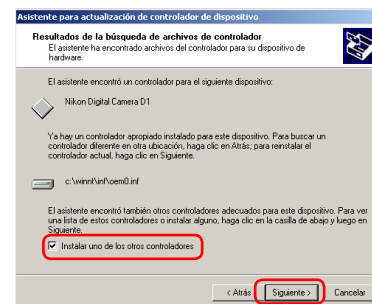 Asistente para actualización de controlador de dispositivo
Resultados de la búsqueda de archivos de controlador
El asistente ha encontrado archivos del controlador para su dispositivo de
hardware.
El asistente encontró un controlador para el siguiente dispositivo:
Nikon Digital Camera D1
Ya hay un controlador apropiado instalado para este dispositivo. Para buscar un
controlador diferente en otra ubicación, haga clic en Atrás; para reinstalar el
controlador actual, haga clic en Siguiente.
c:\winnt\inf\oem0.inf
El asistente encontró también otros controladores adecuados para este dispositivo. Para ver
una lista de estos controladores o instalar alguno, haga clic en la casilla de abajo y luego en
Siguiente.
Instalar uno de los otros controladores
< Atrás Siguiente > Cancelar